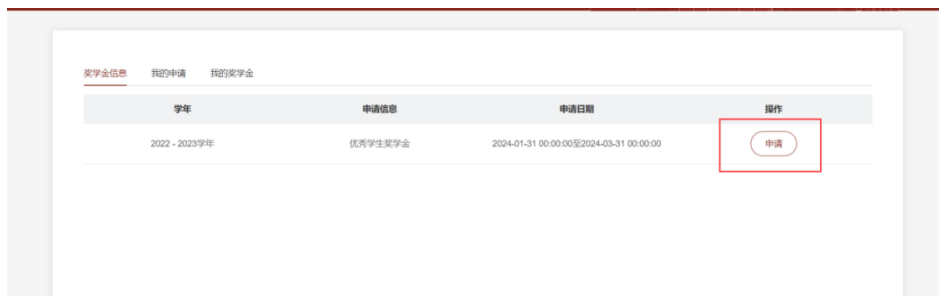 奖学金信息 我的申请 我的奖学金
学年 申请信息 申请日期 操作
2022 - 2023学年 优秀学生奖学金 2024-01-31 00:00:00至2024-03-31 00:00:00 申请